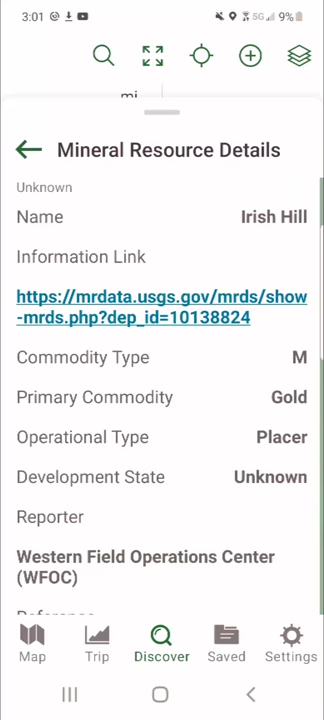 3:01 5G 9%
mi
Mineral Resource Details
Unknown
Name Irish Hill
Information Link
https://mrdata.usgs.gov/mrds/show
-mrds.php?dep_id=10138824
Commodity Type M
Primary Commodity Gold
Operational Type Placer
Development State Unknown
Reporter
Western Field Operations Center
(WFOC)
Reference
Map Trip Discover Saved Settings